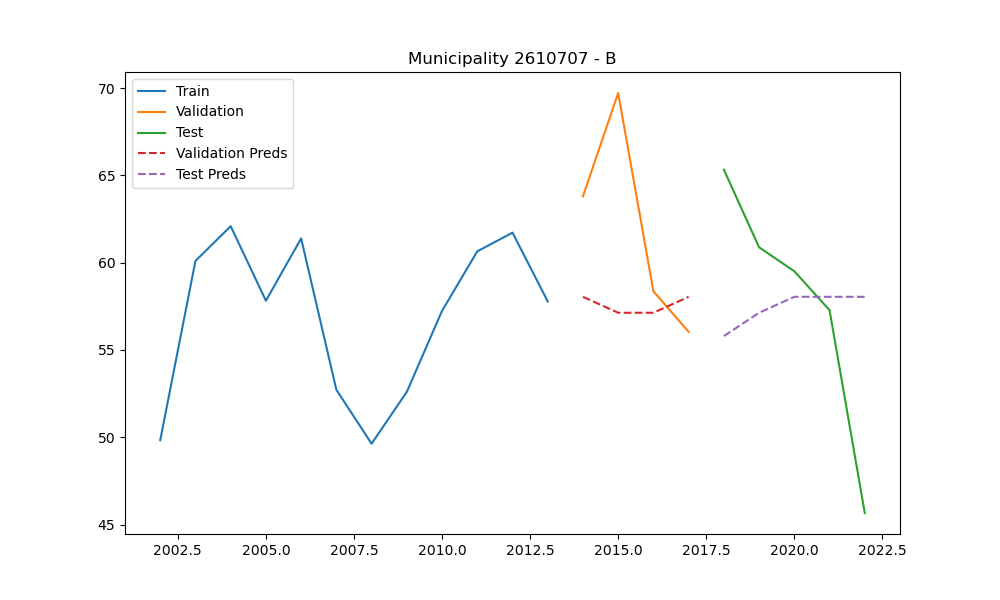 Municipality 2610707 - B
Train
Validation
Test
Validation Preds
Test Preds
70
65
60
55
50
45
2002.5 2005.0 2007.5 2010.0 2012.5 2015.0 2017.5 2020.0 2022.5